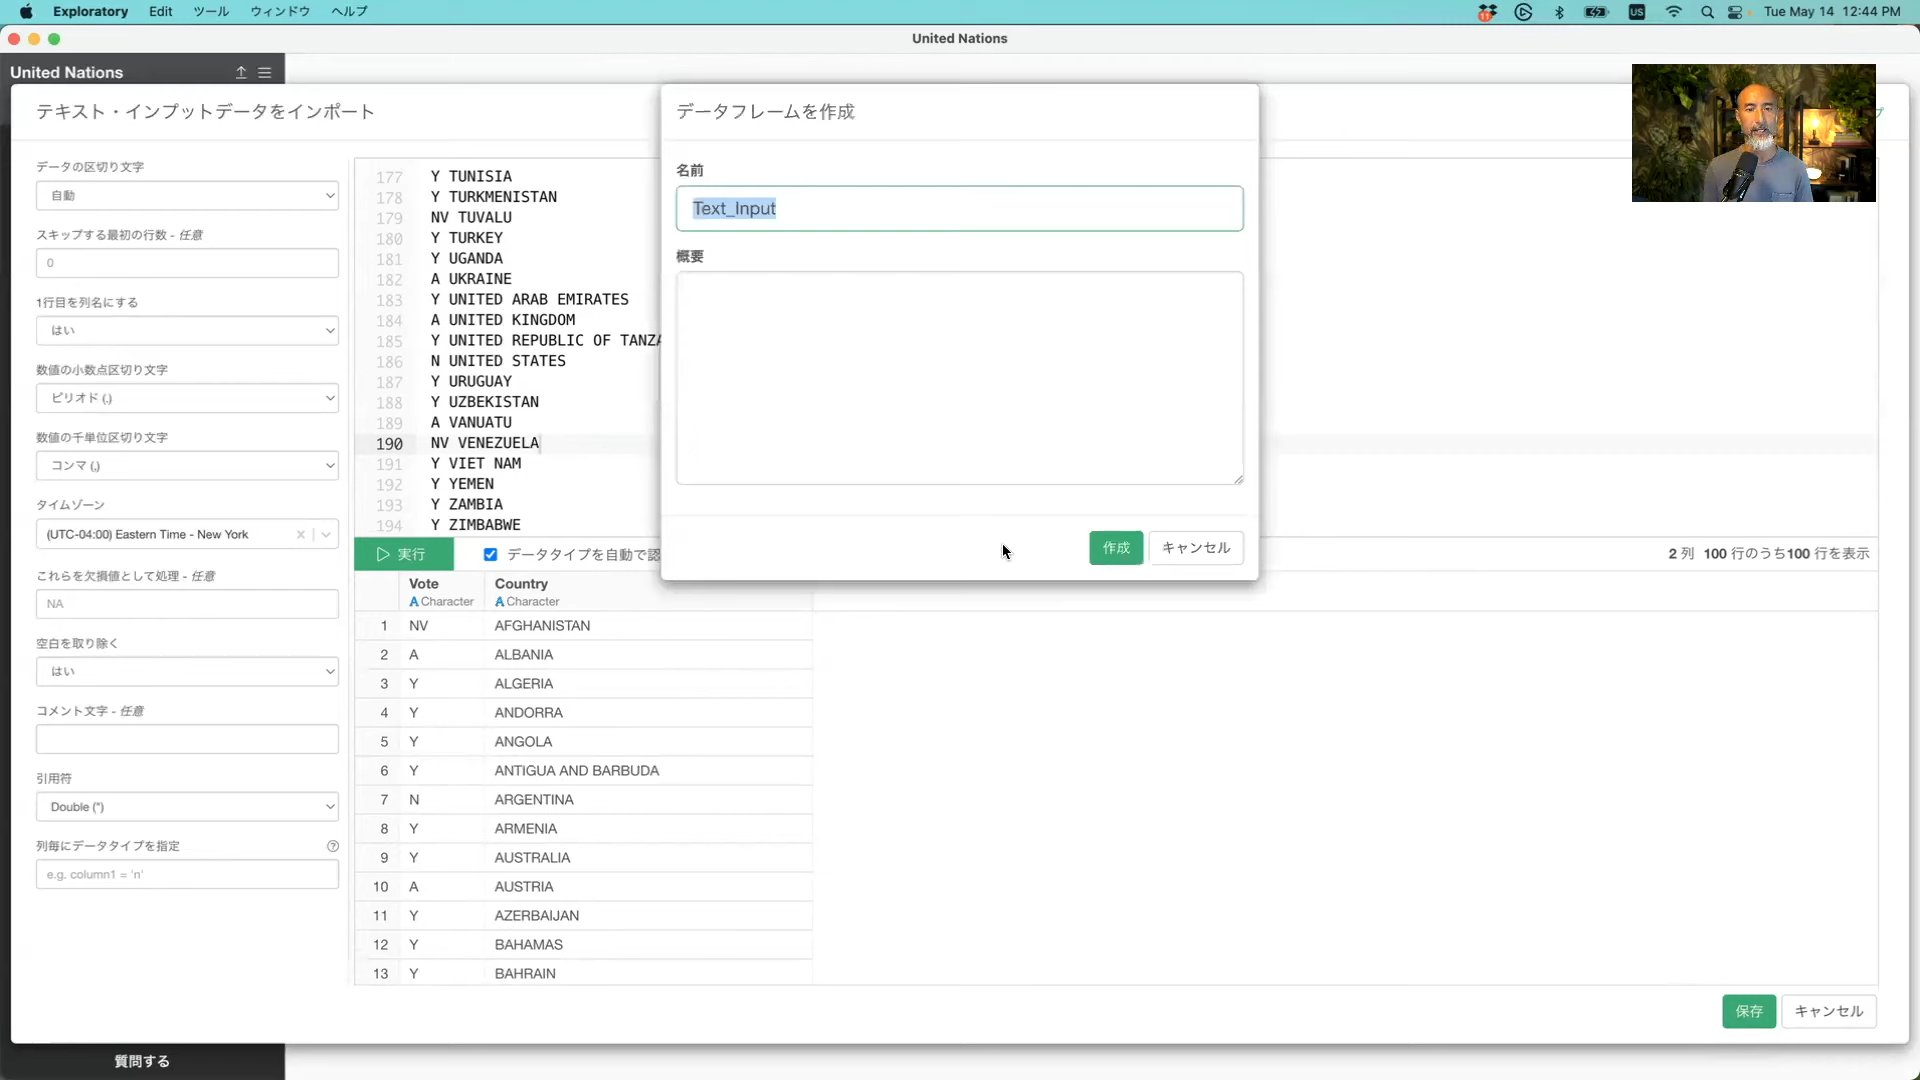 Exploratory Edit ツール ウィンドウ ヘルプ
11 US Tue May 14 12:44 PM
United Nations
United Nations
テキスト・インプットデータをインポート
プ
データの区切り文字
自動
スキップする最初の行数 - 任意
0
1行目を列名にする
はい
数値の小数点区切り文字
ピリオド (.)
数値の千単位区切り文字
コンマ (,)
タイムゾーン
(UTC-04:00) Eastern Time - New York
これらを欠損値として処理 - 任意
NA
空白を取り除く
はい
コメント文字 - 任意
引用符
Double (")
列毎にデータタイプを指定
e.g. column1 = 'n'
177 Y TUNISIA
178 Y TURKMENISTAN
179 NV TUVALU
180 Y TURKEY
181 Y UGANDA
182 A UKRAINE
183 Y UNITED ARAB EMIRATES
184 A UNITED KINGDOM
185 Y UNITED REPUBLIC OF TANZA
186 N UNITED STATES
187 Y URUGUAY
188 Y UZBEKISTAN
189 A VANUATU
190 NV VENEZUELA
191 Y VIET NAM
192 Y YEMEN
193 Y ZAMBIA
194 Y ZIMBABWE
データフレームを作成
名前
Text_Input
概要
作成 キャンセル
実行 データタイプを自動で認 2 列 100 行のうち100 行を表示
Vote Country
A Character A Character
1 NV AFGHANISTAN
2 A ALBANIA
3 Y ALGERIA
4 Y ANDORRA
5 Y ANGOLA
6 Y ANTIGUA AND BARBUDA
7 N ARGENTINA
8 Y ARMENIA
9 Y AUSTRALIA
10 A AUSTRIA
11 Y AZERBAIJAN
12 Y BAHAMAS
13 Y BAHRAIN
保存 キャンセル
質問する